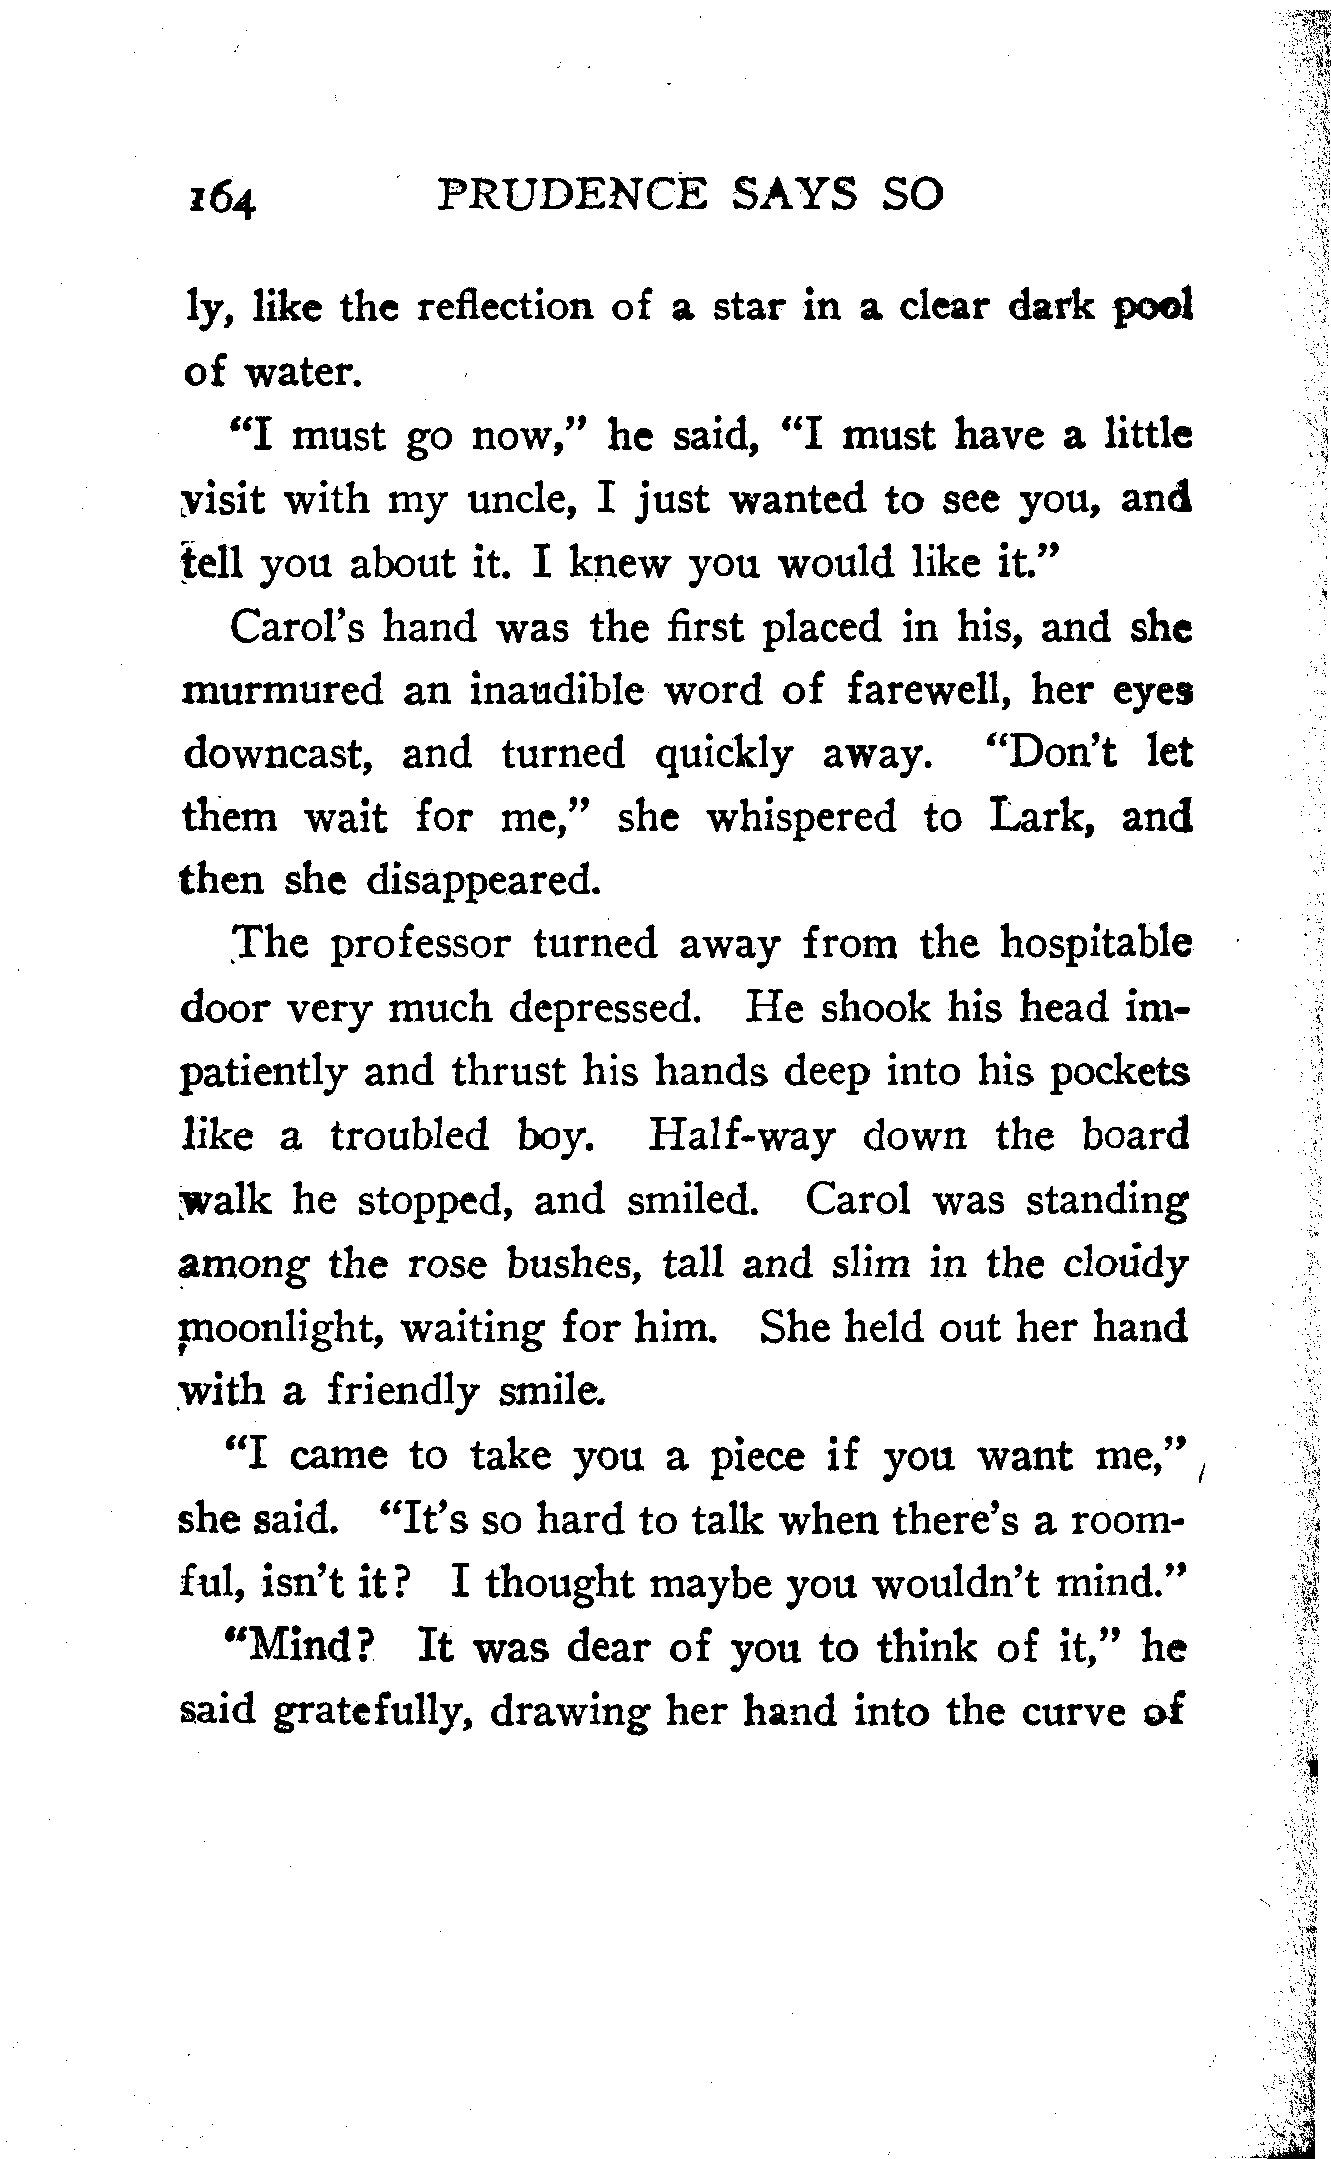 164 PRUDENCE SAYS SO
ly, like the reflection of a star in a clear dark pool
of water.
"I must go now," he said, "I must have a little
visit with my uncle, I just wanted to see you, and
tell you about it. I knew you would like it."
Carol's hand was the first placed in his, and she
murmured an inaudible word of farewell, her eyes
downcast, and turned quickly away. "Don't let
them wait for me," she whispered to Lark, and
then she disappeared.
The professor turned away from the hospitable
door very much depressed. He shook his head im-
patiently and thrust his hands deep into his pockets
like a troubled boy. Half-way down the board
walk he stopped, and smiled. Carol was standing
among the rose bushes, tall and slim in the cloudy
moonlight, waiting for him. She held out her hand
with a friendly smile.
"I came to take you a piece if you want me,"
she said. "It's so hard to talk when there's a room-
ful, isn't it? I thought maybe you wouldn't mind."
"Mind? It was dear of you to think of it," he
said gratefully, drawing her hand into the curve of